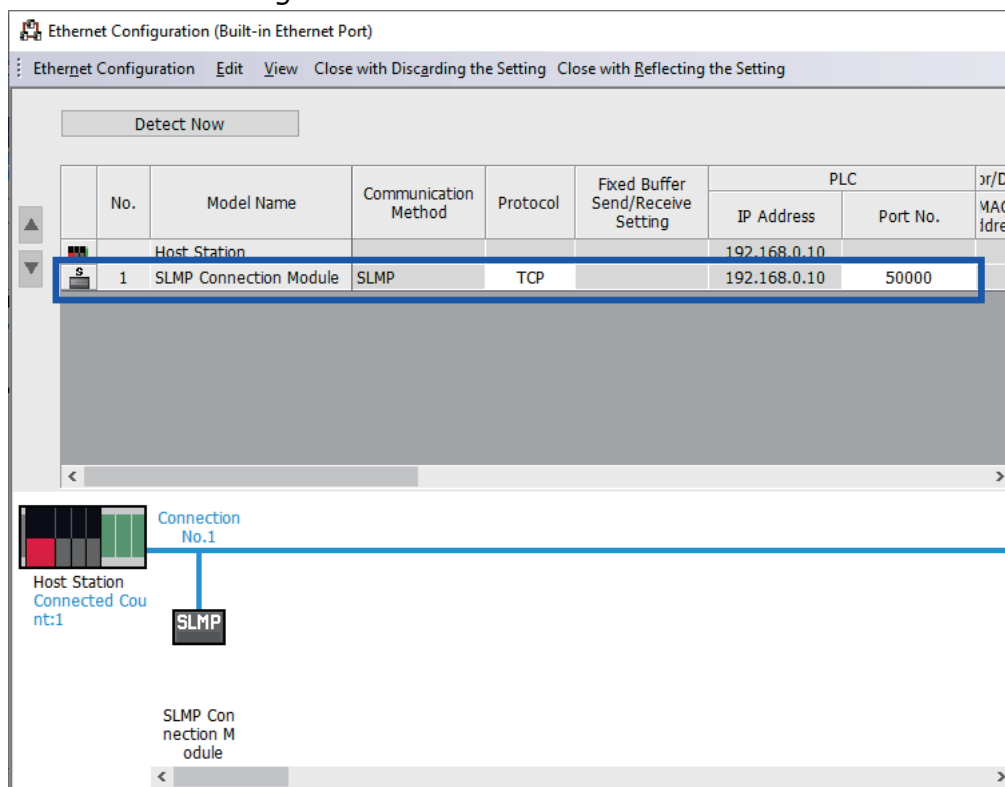 Ethernet Configuration (Built-in Ethernet Port)
Ethernet Configuration Edit View Close with Discarding the Setting Close with Reflecting the Setting
Detect Now
No. Model Name Communication Method Protocol Fixed Buffer Send/Receive Setting PLC
IP Address Port No.
Host Station 192.168.0.10
1 SLMP Connection Module SLMP TCP 192.168.0.10 50000
Connection
No.1
Host Station
Connected Cou
nt:1
SLMP
SLMP Con
nection M
odule